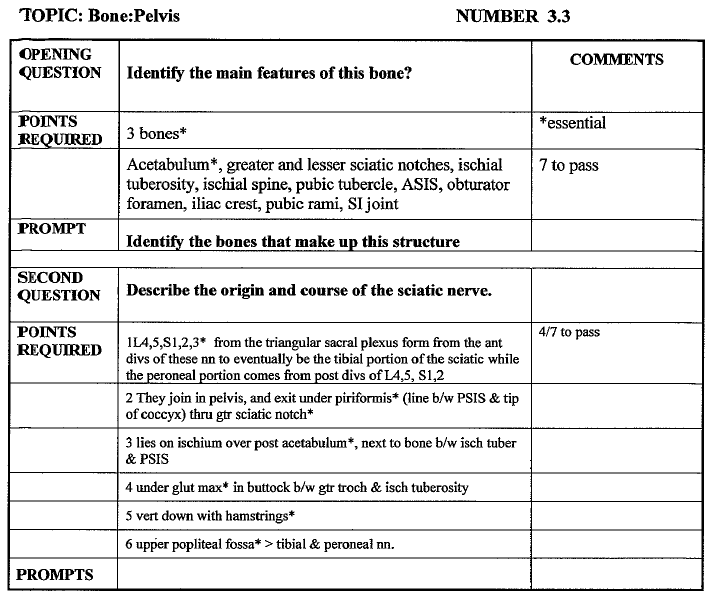 TOPIC: Bone:Pelvis NUMBER 3.3
OPENING
QUESTION
Identify the main features of this bone?
COMMENTS
POINTS
REQUIRED
3 bones*
*essential
Acetabulum*, greater and lesser sciatic notches, ischial
tuberosity, ischial spine, pubic tubercle, ASIS, obturator
foramen, iliac crest, pubic rami, SI joint
7 to pass
PROMPT
Identify the bones that make up this structure
SECOND
QUESTION
Describe the origin and course of the sciatic nerve.
POINTS
REQUIRED
1L4,5,S1,2,3* from the triangular sacral plexus form from the ant
divs of these nn to eventually be the tibial portion of the sciatic while
the peroneal portion comes from post divs of L4,5, S1,2
4/7 to pass
2 They join in pelvis, and exit under piriformis* (line b/w PSIS & tip
of coccyx) thru gtr sciatic notch*
3 lies on ischium over post acetabulum*, next to bone b/w isch tuber
& PSIS
4 under glut max* in buttock b/w gtr troch & isch tuberosity
5 vert down with hamstrings*
6 upper popliteal fossa* > tibial & peroneal nn.
PROMPTS